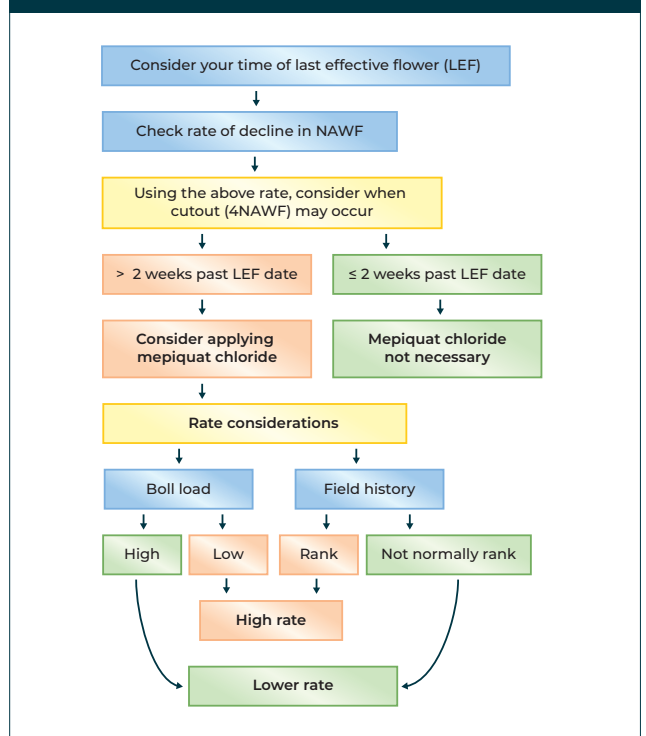 Consider your time of last effective flower (LEF)
Check rate of decline in NAWF
Using the above rate, consider when
cutout (4NAWF) may occur
> 2 weeks past LEF date
≤ 2 weeks past LEF date
Consider applying
mepiquat chloride
Mepiquat chloride
not necessary
Rate considerations
Boll load
Field history
High
Low
Rank
Not normally rank
High rate
Lower rate